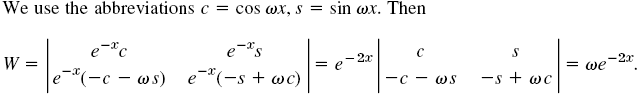 We use the abbreviations c = cos ωx, s = sin ωx. Then
W = | e^{-x}c e^{-x}s | = e^{-2x} | c s | = ωe^{-2x}.
| e^{-x}(-c - ωs) e^{-x}(-s + ωc) | | -c - ωs -s + ωc |